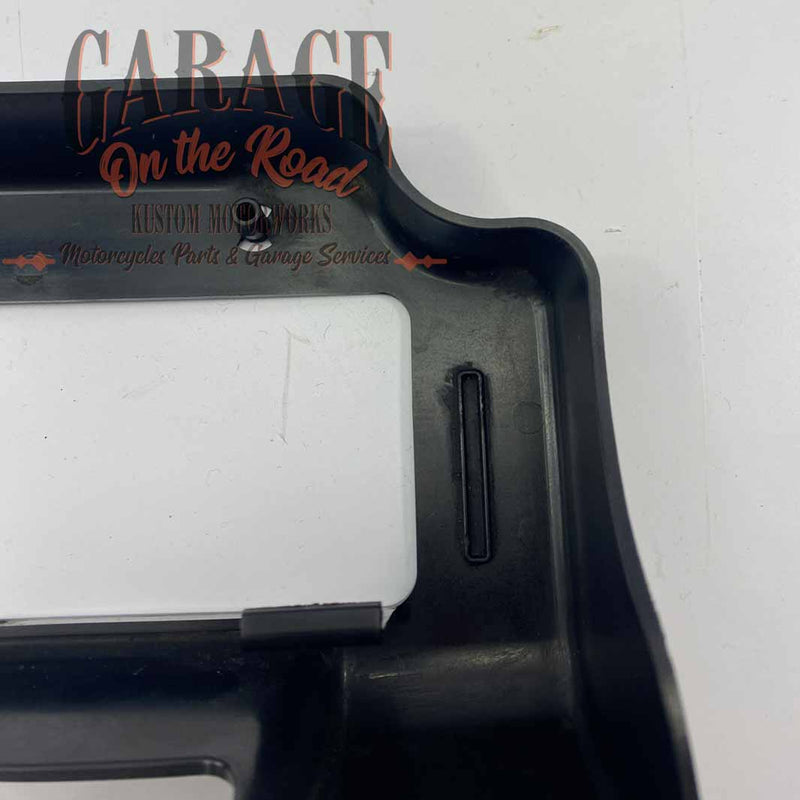 GARAGE
On the Road
KUSTOM MOTORWORKS
Motorcycles Parts & Garage Services